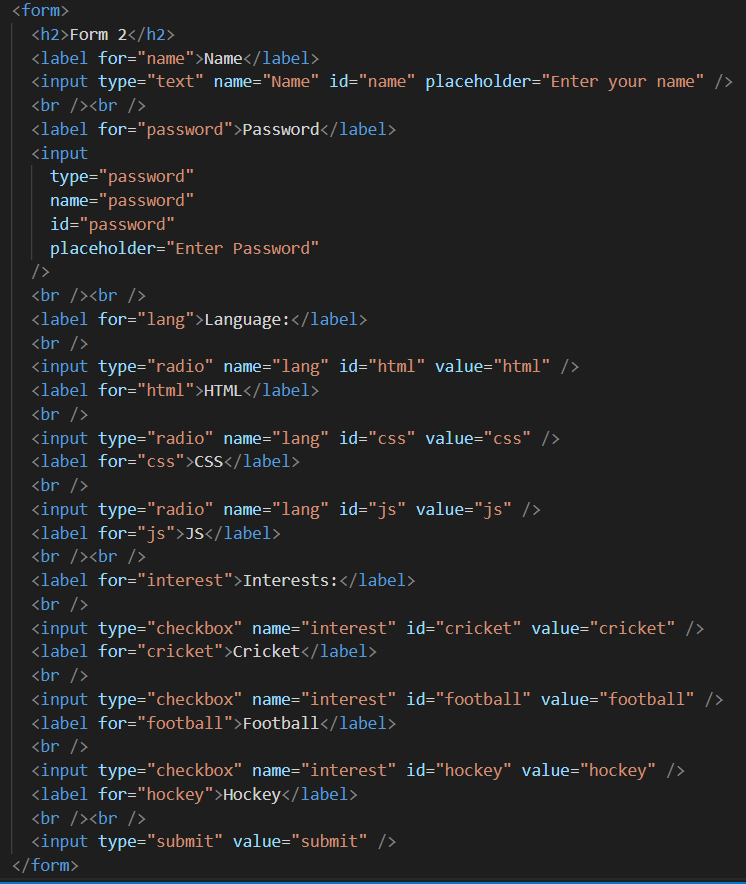 <form>
<h2>Form 2</h2>
<label for="name">Name</label>
<input type="text" name="Name" id="name" placeholder="Enter your name" />
<br /><br />
<label for="password">Password</label>
<input
type="password"
name="password"
id="password"
placeholder="Enter Password"
/>
<br /><br />
<label for="lang">Language:</label>
<br />
<input type="radio" name="lang" id="html" value="html" />
<label for="html">HTML</label>
<br />
<input type="radio" name="lang" id="css" value="css" />
<label for="css">CSS</label>
<br />
<input type="radio" name="lang" id="js" value="js" />
<label for="js">JS</label>
<br /><br />
<label for="interest">Interests:</label>
<br />
<input type="checkbox" name="interest" id="cricket" value="cricket" />
<label for="cricket">Cricket</label>
<br />
<input type="checkbox" name="interest" id="football" value="football" />
<label for="football">Football</label>
<br />
<input type="checkbox" name="interest" id="hockey" value="hockey" />
<label for="hockey">Hockey</label>
<br /><br />
<input type="submit" value="submit" />
</form>